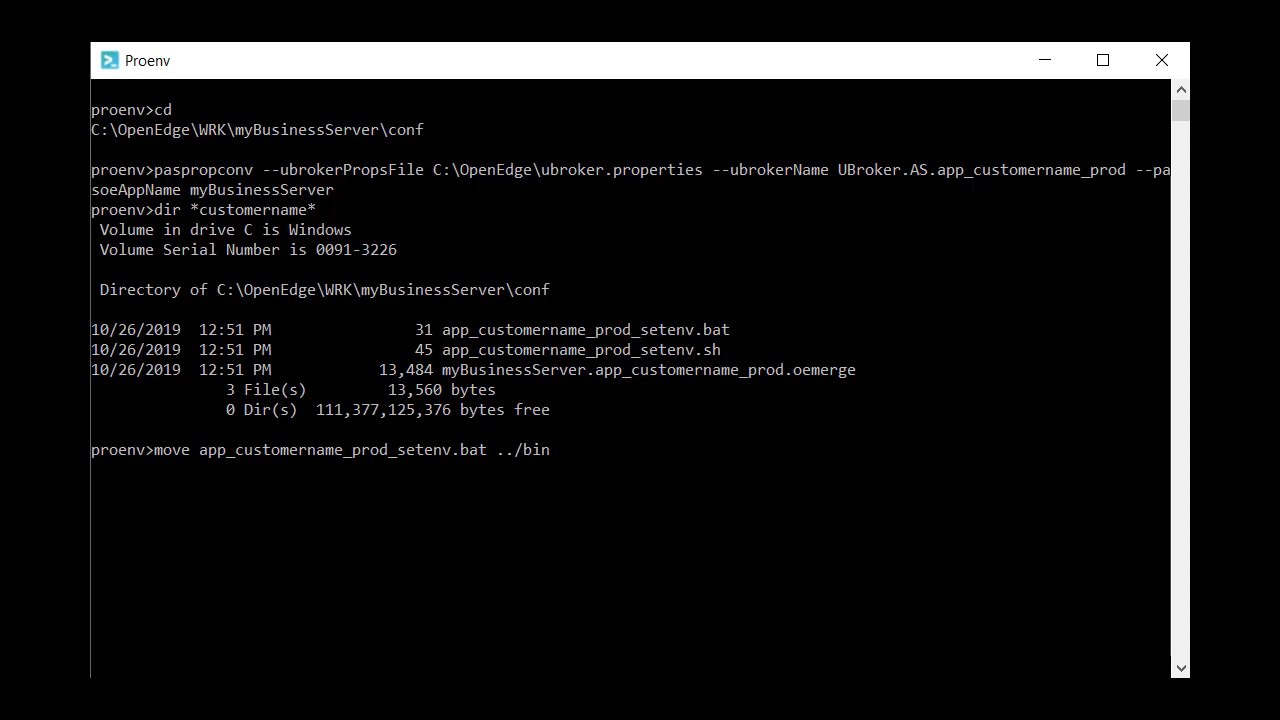 Proenv
proenv>cd
C:\OpenEdge\WRK\myBusinessServer\conf
proenv>paspropconv --ubrokerPropsFile C:\OpenEdge\ubroker.properties --ubrokerName UBroker.AS.app_customername_prod --pa
soeAppName myBusinessServer
proenv>dir *customername*
Volume in drive C is Windows
Volume Serial Number is 0091-3226
Directory of C:\OpenEdge\WRK\myBusinessServer\conf
10/26/2019  12:51 PM                31 app_customername_prod_setenv.bat
10/26/2019  12:51 PM                45 app_customername_prod_setenv.sh
10/26/2019  12:51 PM            13,484 myBusinessServer.app_customername_prod.oemerge
3 File(s)         13,560 bytes
0 Dir(s)  111,377,125,376 bytes free
proenv>move app_customername_prod_setenv.bat ../bin